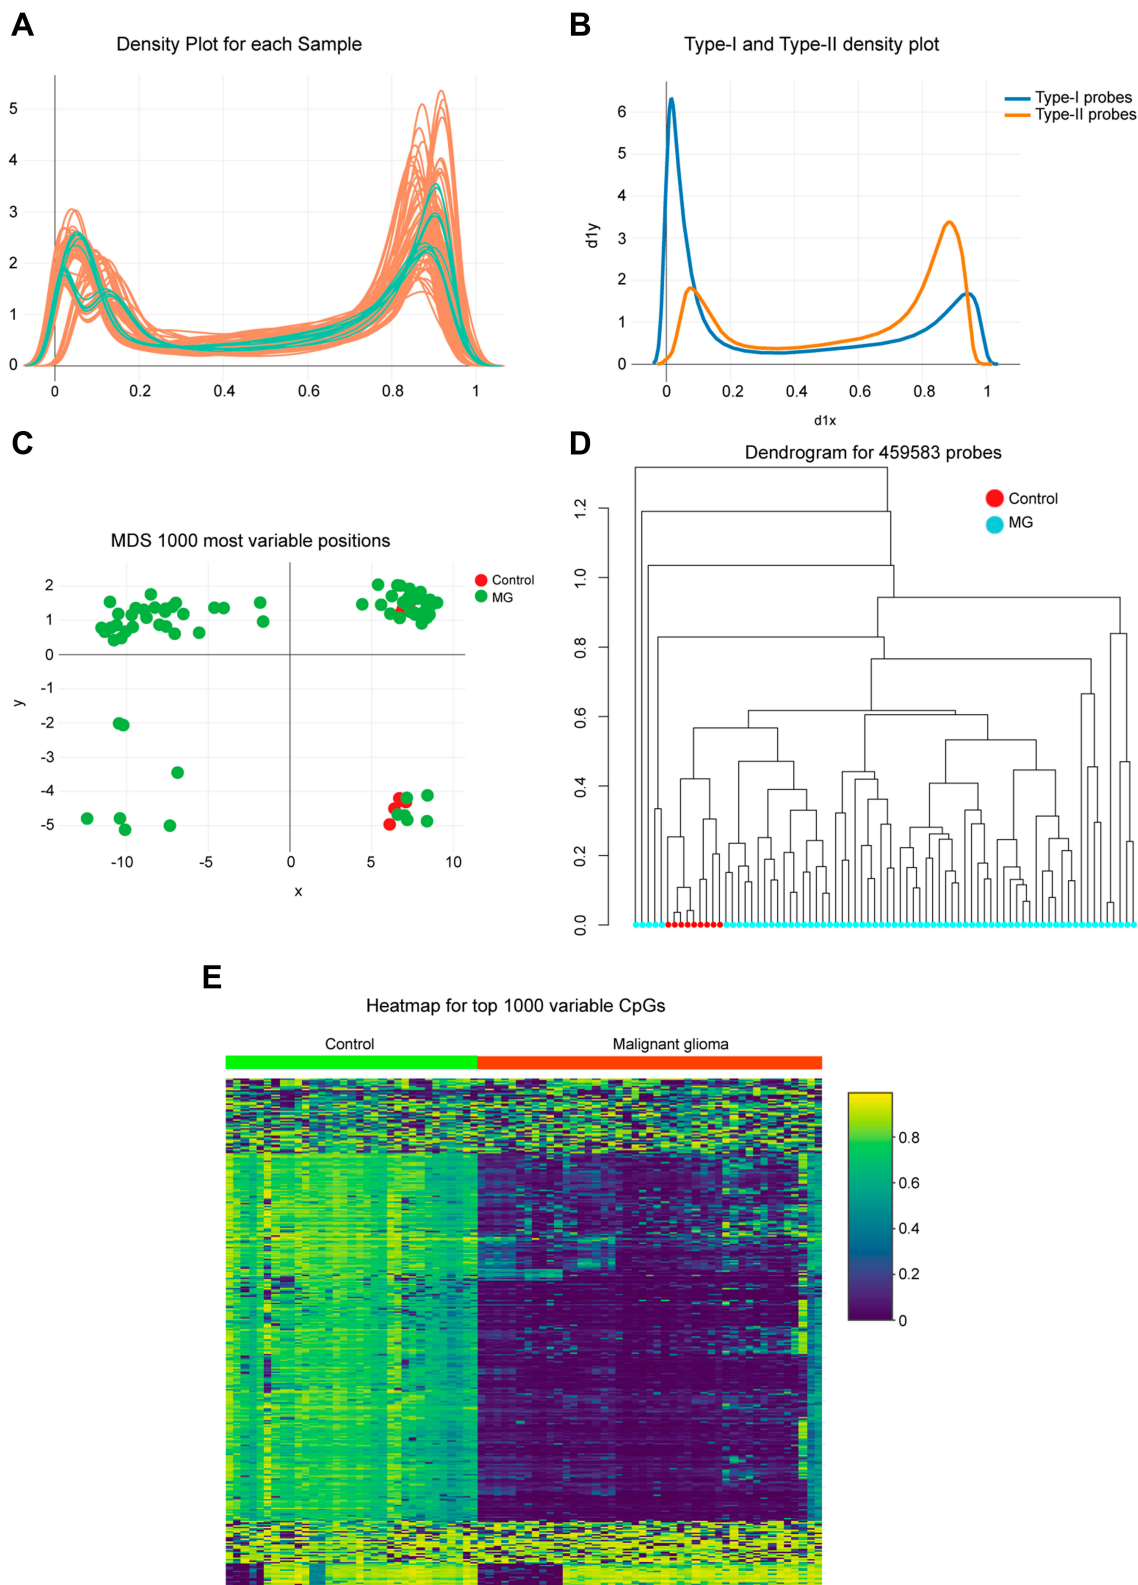 A
Density Plot for each Sample
5
4
3
2
1
0
0 0.2 0.4 0.6 0.8 1
B
Type-I and Type-II density plot
Type-I probes
Type-II probes
d1y
6
5
4
3
2
1
0
0 0.2 0.4 0.6 0.8 1
d1x
C
MDS 1000 most variable positions
Control
MG
y
2
1
0
-1
-2
-3
-4
-5
-10 -5 0 5 10
x
D
Dendrogram for 459583 probes
Control
MG
1.2
1.0
0.8
0.6
0.4
0.2
0.0
E
Heatmap for top 1000 variable CpGs
Control Malignant glioma
0.8
0.6
0.4
0.2
0